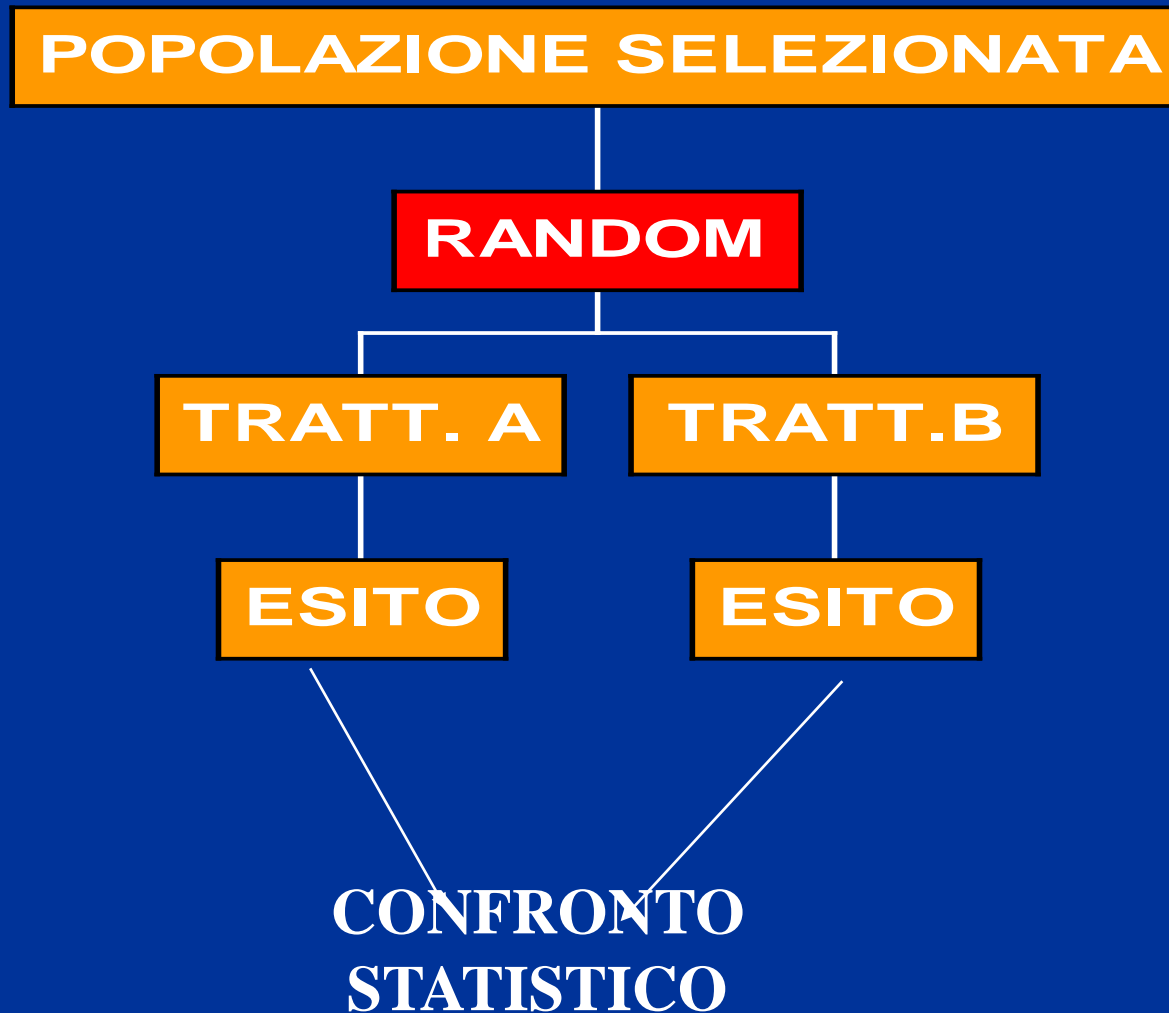 POPOLAZIONE SELEZIONATA
RANDOM
TRATT. A
TRATT.B
ESITO
ESITO
CONFRONTO
STATISTICO